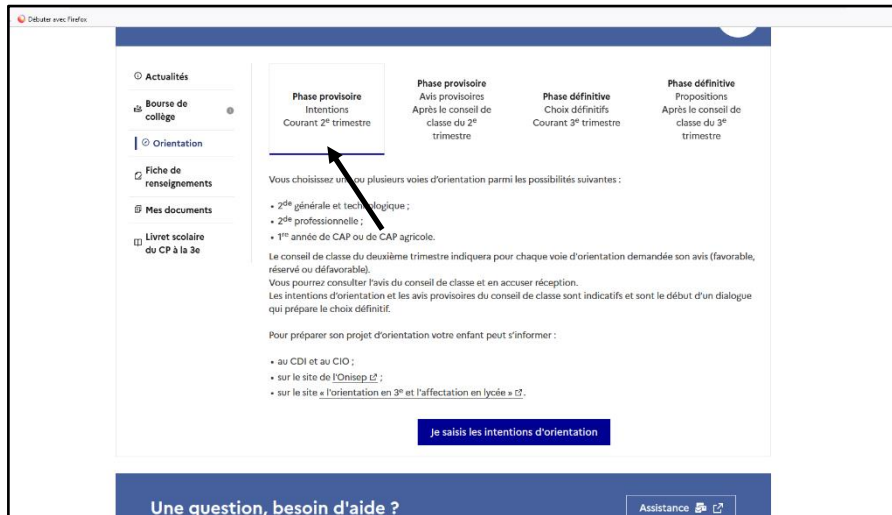 Débuter avec Firefox
Actualités
Bourse de
collège
Orientation
Fiche de
renseignements
Mes documents
Livret scolaire
du CP à la 3e
Phase provisoire
Intentions
Courant 2e trimestre
Phase provisoire
Avis provisoires
Après le conseil de
classe du 2e
trimestre
Phase définitive
Choix définitifs
Courant 3e trimestre
Phase définitive
Propositions
Après le conseil de
classe du 3e
trimestre
Vous choisissez une ou plusieurs voies d'orientation parmi les possibilités suivantes :
• 2de générale et technologique ;
• 2de professionnelle ;
• 1re année de CAP ou de CAP agricole.
Le conseil de classe du deuxième trimestre indiquera pour chaque voie d'orientation demandée son avis (favorable,
réservé ou défavorable).
Vous pourrez consulter l'avis du conseil de classe et en accuser réception.
Les intentions d'orientation et les avis provisoires du conseil de classe sont indicatifs et sont le début d'un dialogue
qui prépare le choix définitif.
Pour préparer son projet d'orientation votre enfant peut s'informer :
• au CDI et au CIO ;
• sur le site de l'Onisep ;
• sur le site « l'orientation en 3e et l'affectation en lycée ».
Je saisis les intentions d'orientation
Une question, besoin d'aide ?
Assistance